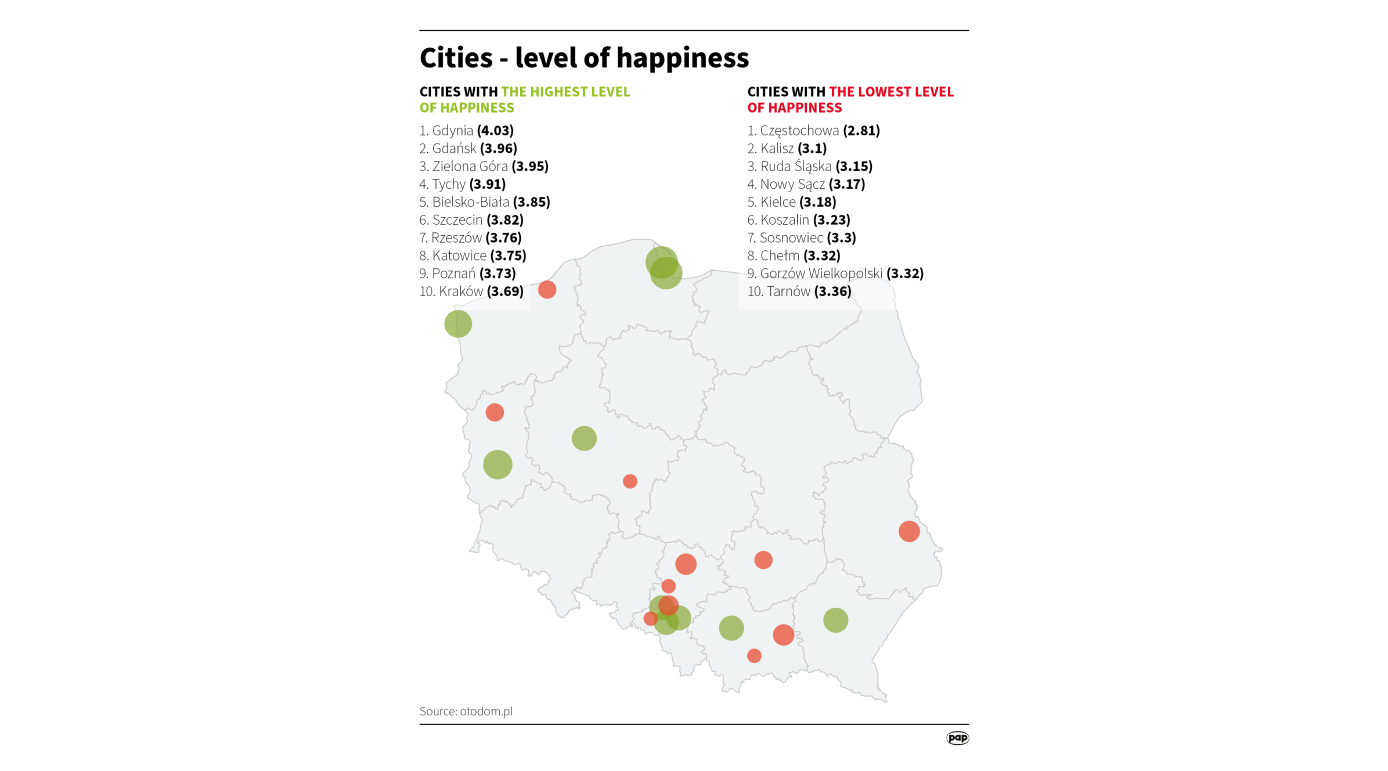 Cities - level of happiness
CITIES WITH THE HIGHEST LEVEL
OF HAPPINESS
1. Gdynia (4.03)
2. Gdańsk (3.96)
3. Zielona Góra (3.95)
4. Tychy (3.91)
5. Bielsko-Biała (3.85)
6. Szczecin (3.82)
7. Rzeszów (3.76)
8. Katowice (3.75)
9. Poznań (3.73)
10. Kraków (3.69)
CITIES WITH THE LOWEST LEVEL
OF HAPPINESS
1. Częstochowa (2.81)
2. Kalisz (3.1)
3. Ruda Śląska (3.15)
4. Nowy Sącz (3.17)
5. Kielce (3.18)
6. Koszalin (3.23)
7. Sosnowiec (3.3)
8. Chełm (3.32)
9. Gorzów Wielkopolski (3.32)
10. Tarnów (3.36)
Source: otodom.pl
pap